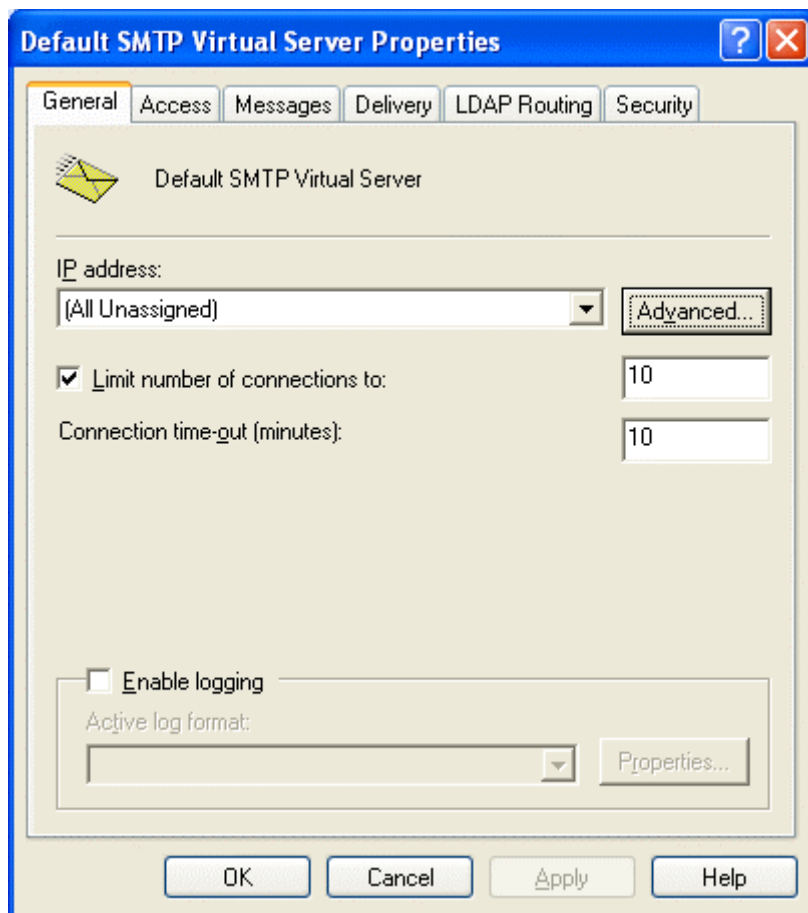 Default SMTP Virtual Server Properties
General Access Messages Delivery LDAP Routing Security
Default SMTP Virtual Server
IP address:
(All Unassigned) Advanced...
Limit number of connections to: 10
Connection time-out (minutes): 10
Enable logging
Active log format:
Properties...
OK Cancel Apply Help